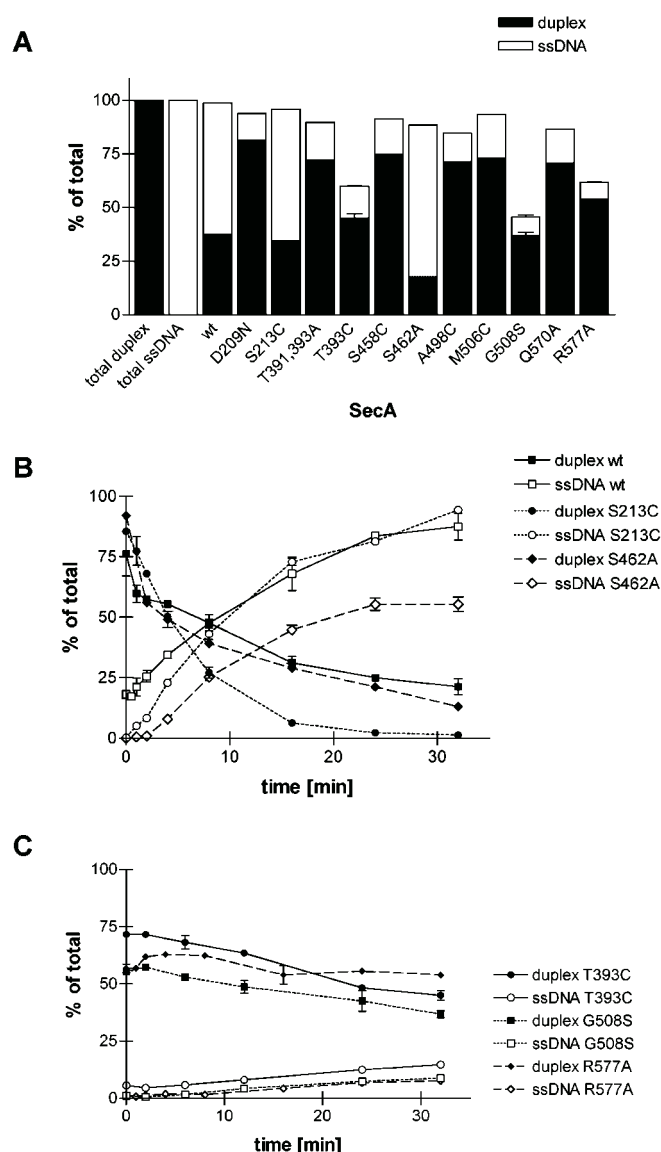 A
duplex
ssDNA
% of total
100
75
50
25
0
total duplex
total ssDNA
wt
D209N
S213C
T391,393A
T393C
S458C
S462A
A498C
M506C
G508S
Q570A
R577A
SecA
B
% of total
100
75
50
25
0
0
10
20
30
time [min]
duplex wt
ssDNA wt
duplex S213C
ssDNA S213C
duplex S462A
ssDNA S462A
C
% of total
100
75
50
25
0
0
10
20
30
time [min]
duplex T393C
ssDNA T393C
duplex G508S
ssDNA G508S
duplex R577A
ssDNA R577A